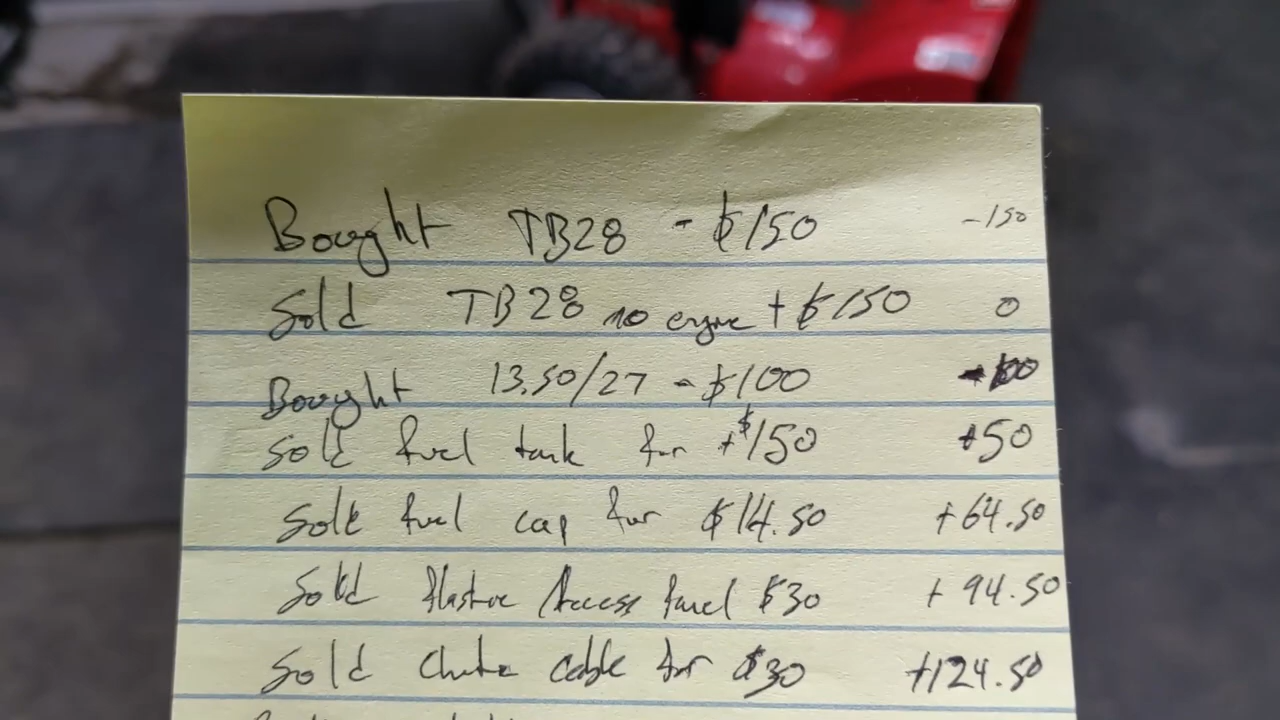 Bought TB28 - $150 -150
Sold TB28 no engine + $150 0
Bought 13.50/27 - $100 -100
Sold fuel tank for +$150 +50
Sold fuel cap for $14.50 +64.50
Sold Plastic Access Panel $30 +94.50
Sold Chute cable for $30 +124.50